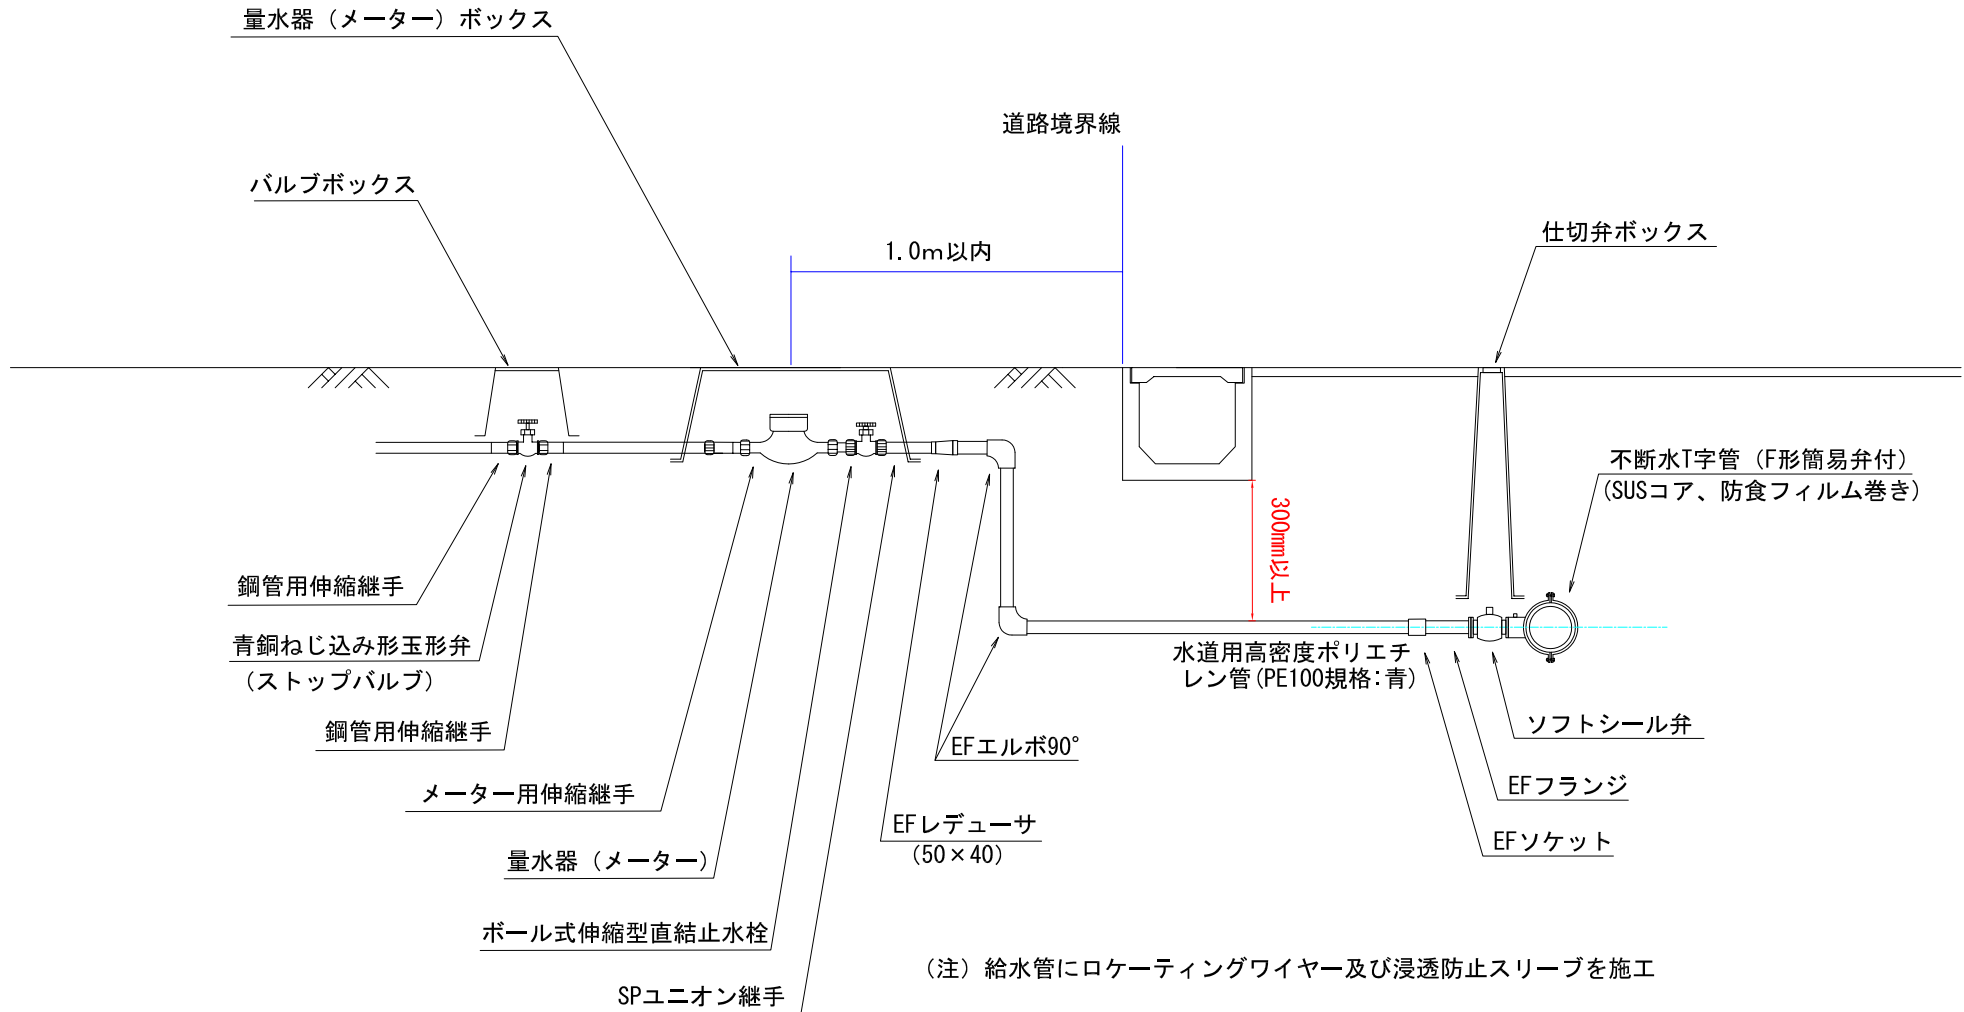 量水器（メーター）ボックス
道路境界線
バルブボックス
仕切弁ボックス
1.0m以内
不断水T字管（F形簡易弁付）
（SUSコア、防食フィルム巻き）
300mm以上
鋼管用伸縮継手
青銅ねじ込み形玉形弁
（ストップバルブ）
水道用高密度ポリエチ
レン管(PE100規格:青)
鋼管用伸縮継手
ソフトシール弁
EFエルボ90°
メーター用伸縮継手
EFフランジ
EFレデューサ
（50×40）
EFソケット
量水器（メーター）
ボール式伸縮型直結止水栓
（注）給水管にロケーティングワイヤー及び浸透防止スリーブを施工
SPユニオン継手